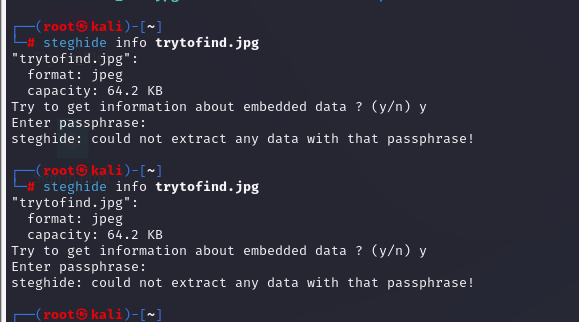 ┌──(root㉿kali)-[~]
└─# steghide info trytofind.jpg
"trytofind.jpg":
  format: jpeg
  capacity: 64.2 KB
Try to get information about embedded data ? (y/n) y
Enter passphrase:
steghide: could not extract any data with that passphrase!
┌──(root㉿kali)-[~]
└─# steghide info trytofind.jpg
"trytofind.jpg":
  format: jpeg
  capacity: 64.2 KB
Try to get information about embedded data ? (y/n) y
Enter passphrase:
steghide: could not extract any data with that passphrase!
┌──(root㉿kali)-[~]